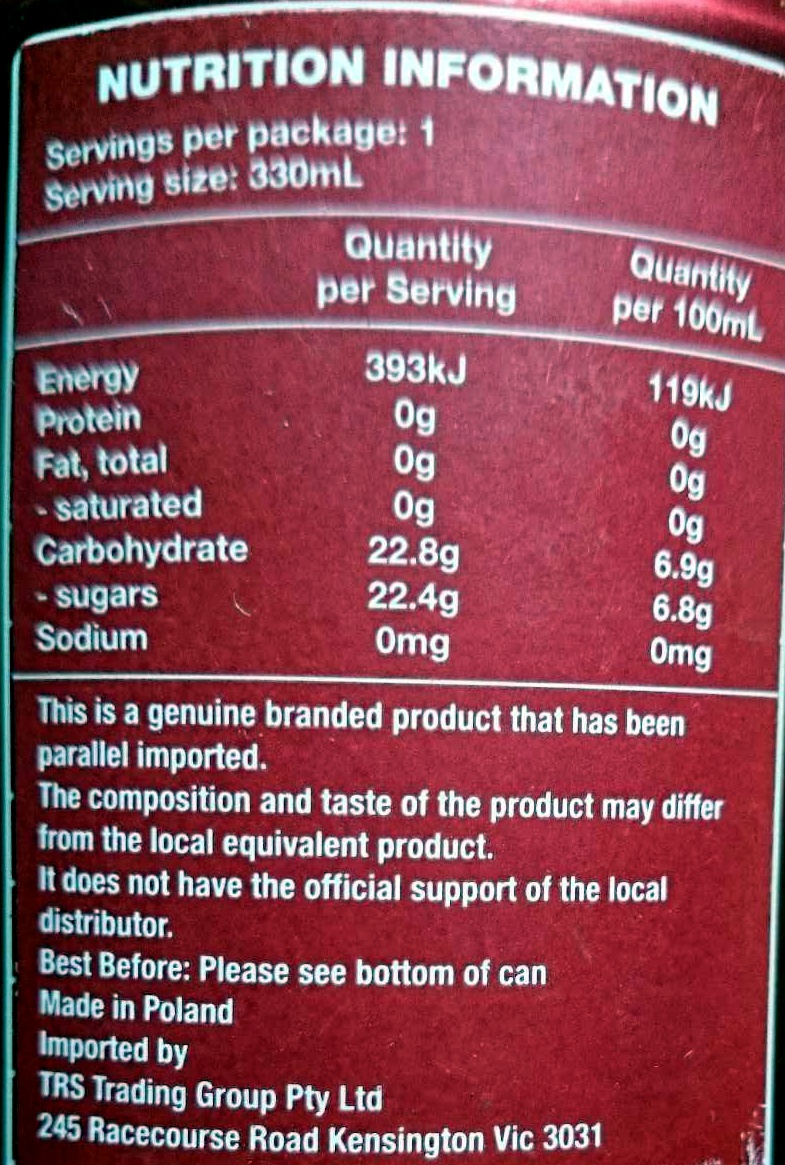 NUTRITION INFORMATION
Servings per package: 1
Serving size: 330mL
Quantity per Serving Quantity per 100mL
Energy 393kJ 119kJ
Protein 0g 0g
Fat, total 0g 0g
- saturated 0g 0g
Carbohydrate 22.8g 6.9g
- sugars 22.4g 6.8g
Sodium 0mg 0mg
This is a genuine branded product that has been
parallel imported.
The composition and taste of the product may differ
from the local equivalent product.
It does not have the official support of the local
distributor.
Best Before: Please see bottom of can
Made in Poland
Imported by
TRS Trading Group Pty Ltd
245 Racecourse Road Kensington Vic 3031